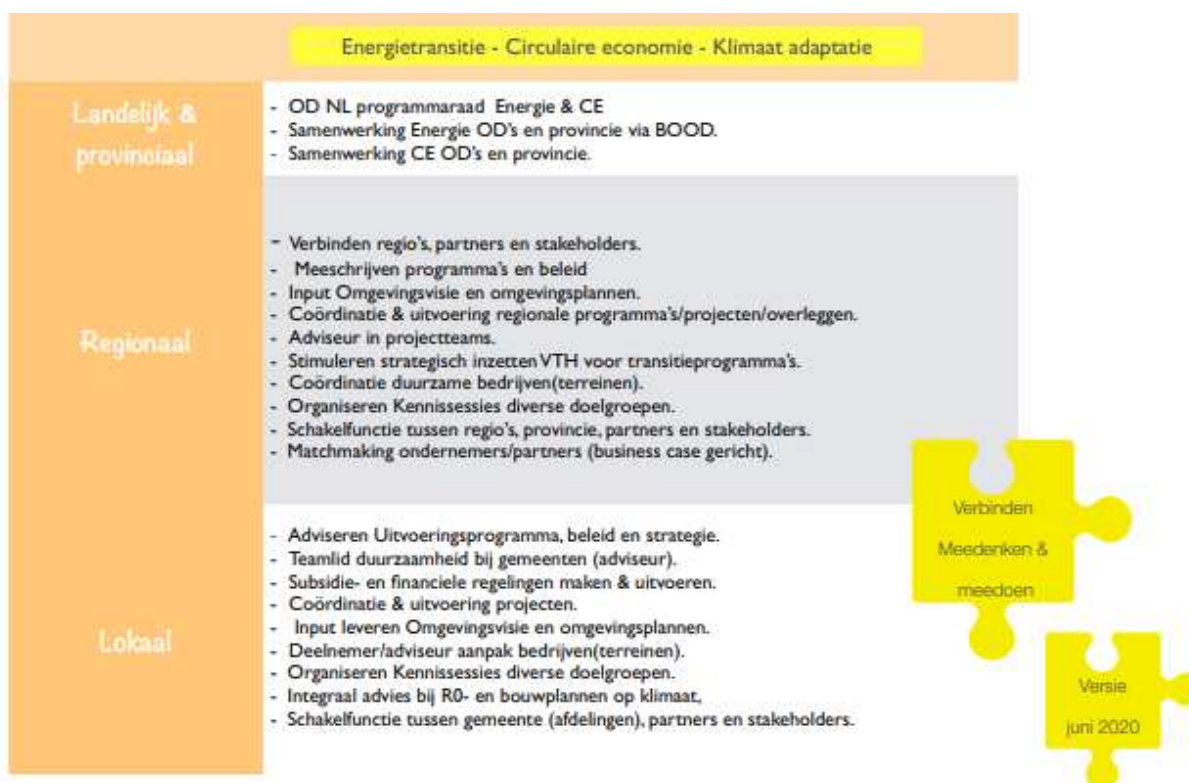 Energietransitie - Circulaire economie - Klimaat adaptatie
Landelijk &
provinciaal
- OD NL programmaraad Energie & CE
- Samenwerking Energie OD's en provincie via BOOD.
- Samenwerking CE OD's en provincie.
Regionaal
- Verbinden regio's, partners en stakeholders.
- Meeschrijven programma's en beleid
- Input Omgevingsvisie en omgevingsplannen.
- Coördinatie & uitvoering regionale programma's/projecten/overleggen.
- Adviseur in projectteams.
- Stimuleren strategisch inzetten VTH voor transitieprogramma's.
- Coördinatie duurzame bedrijven(terreinen).
- Organiseren Kennissessies diverse doelgroepen.
- Schakelfunctie tussen regio's, provincie, partners en stakeholders.
- Matchmaking ondernemers/partners (business case gericht).
Lokaal
- Adviseren Uitvoeringsprogramma, beleid en strategie.
- Teamlid duurzaamheid bij gemeenten (adviseur).
- Subsidie- en financiele regelingen maken & uitvoeren.
- Coördinatie & uitvoering projecten.
- Input leveren Omgevingsvisie en omgevingsplannen.
- Deelnemer/adviseur aanpak bedrijven(terreinen).
- Organiseren Kennissessies diverse doelgroepen.
- Integraal advies bij R0- en bouwplannen op klimaat,
- Schakelfunctie tussen gemeente (afdelingen), partners en stakeholders.
Verbinden
Meedenken &
meedoen
Versie
juni 2020